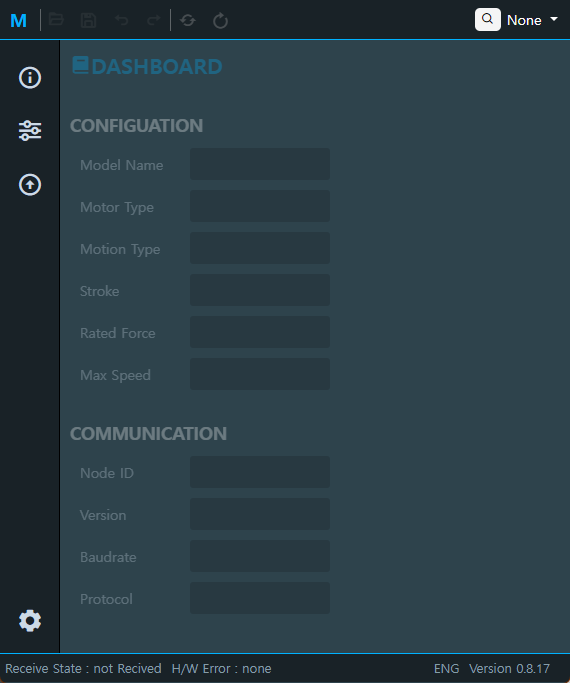 M None
DASHBOARD
CONFIGUATION
Model Name
Motor Type
Motion Type
Stroke
Rated Force
Max Speed
COMMUNICATION
Node ID
Version
Baudrate
Protocol
Receive State : not Recived H/W Error : none ENG Version 0.8.17